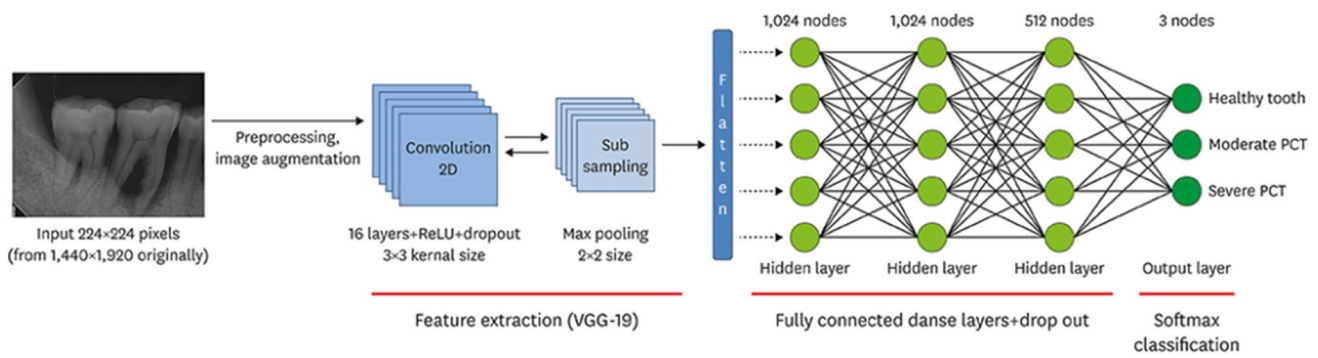 1,024 nodes
1,024 nodes
512 nodes
3 nodes
Preprocessing,
image augmentation
Convolution
2D
Sub
sampling
Flatten
Healthy tooth
Moderate PCT
Severe PCT
Input 224×224 pixels
(from 1,440×1,920 originally)
16 layers+ReLU+dropout
3×3 kernal size
Max pooling
2×2 size
Hidden layer
Hidden layer
Hidden layer
Output layer
Feature extraction (VGG-19)
Fully connected danse layers+drop out
Softmax
classification